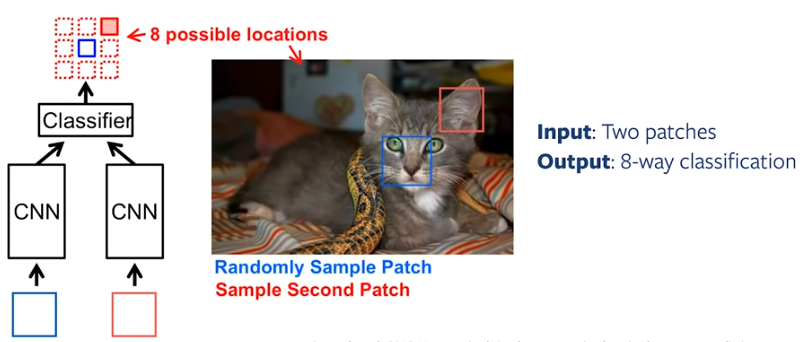 8 possible locations
Classifier
CNN
CNN
Randomly Sample Patch
Sample Second Patch
Input: Two patches
Output: 8-way classification